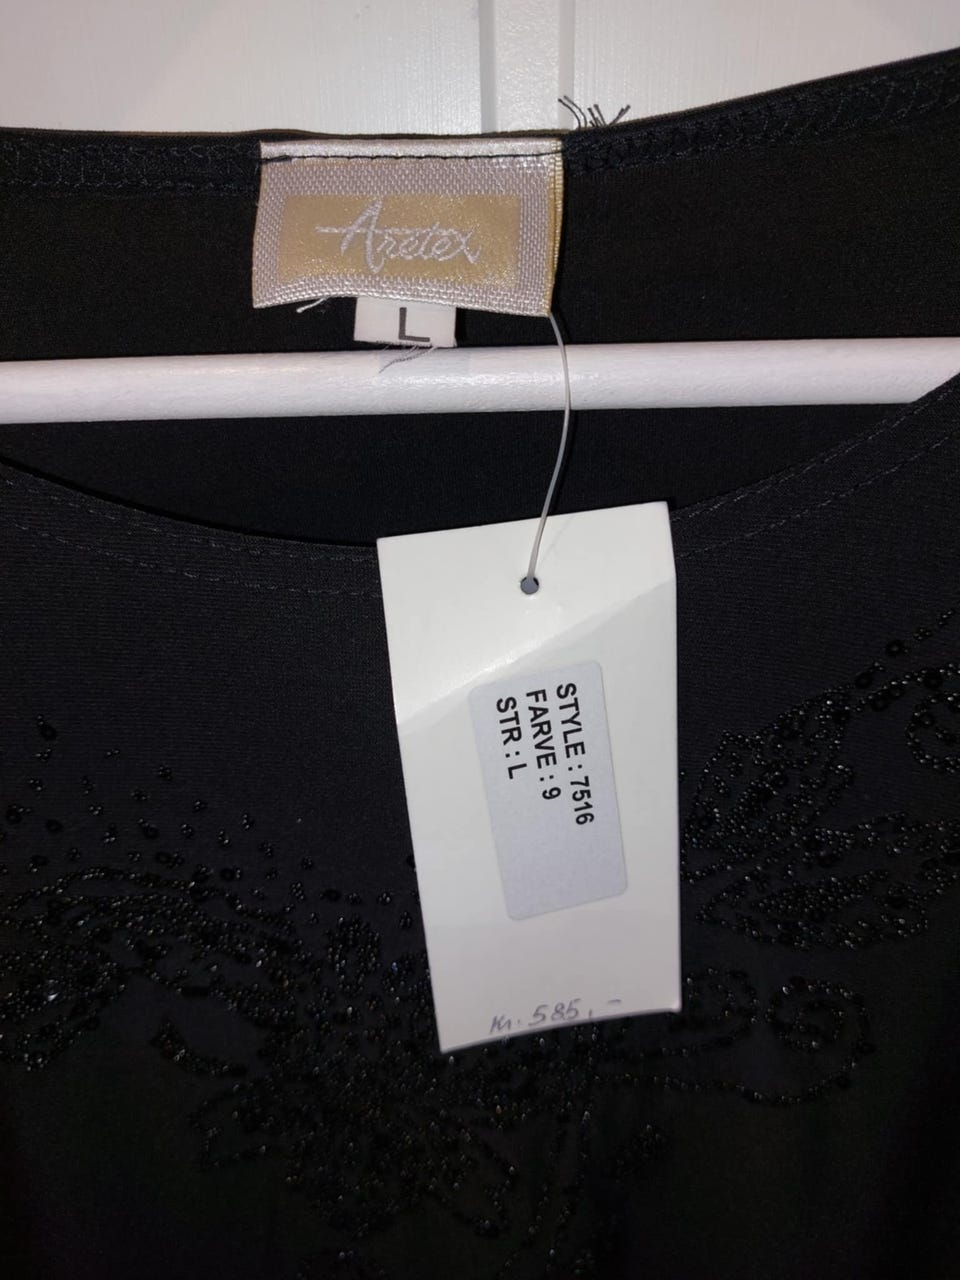 Aretex
L
STYLE : 7516
FARVE : 9
STR : L
Kr. 585,-